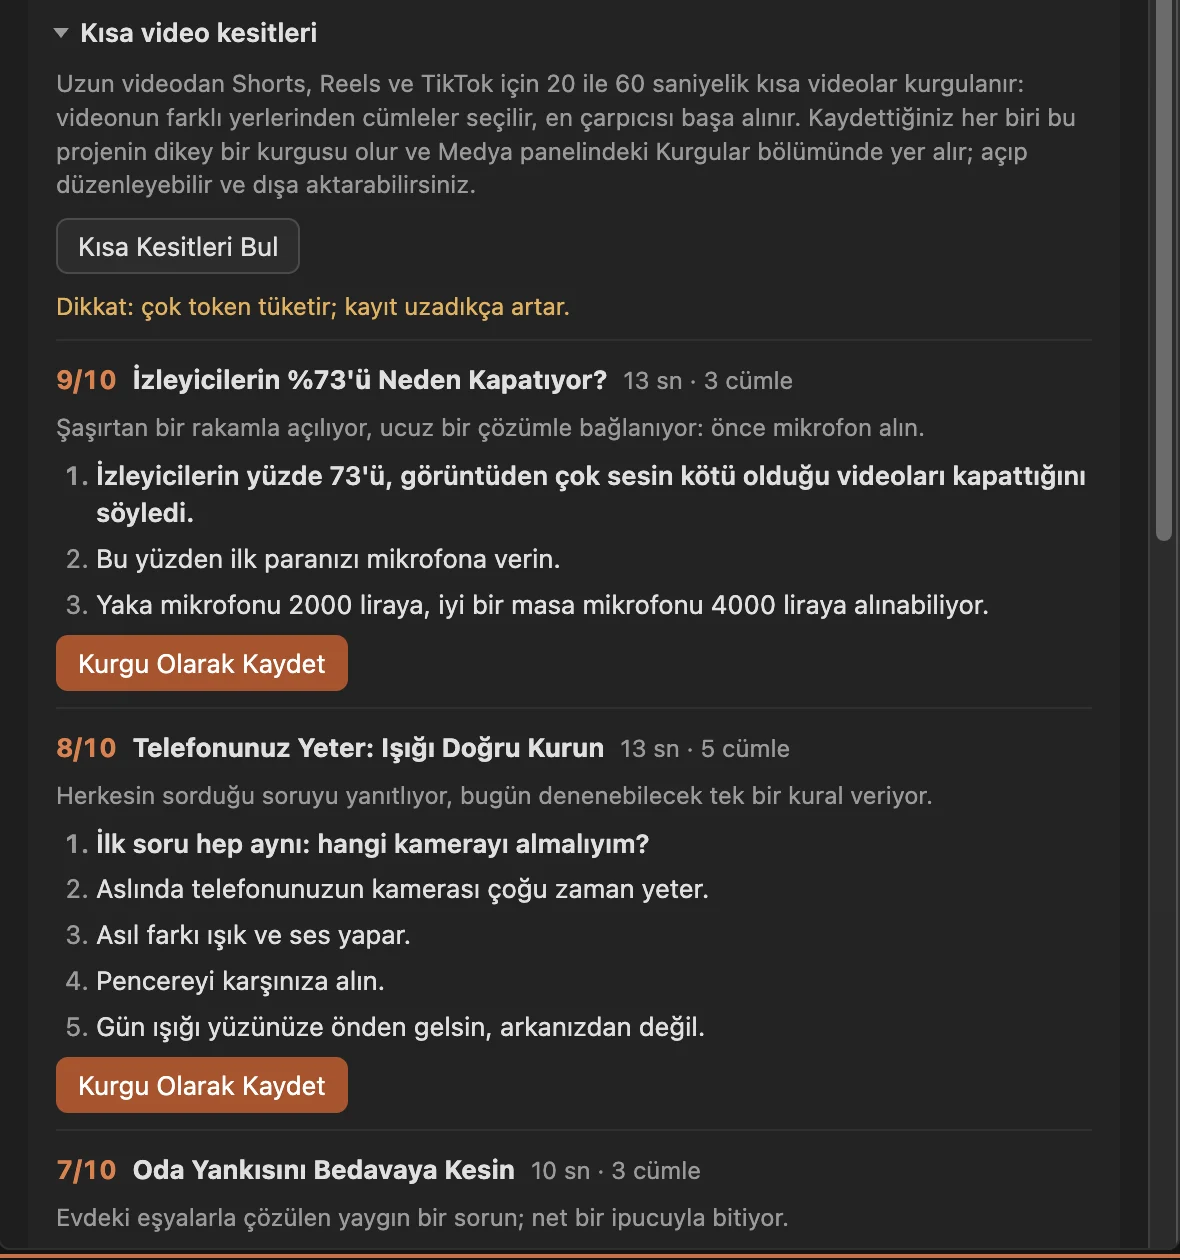 Kısa video kesitleri
Uzun videodan Shorts, Reels ve TikTok için 20 ile 60 saniyelik kısa videolar kurgulanır:
videonun farklı yerlerinden cümleler seçilir, en çarpıcısı başa alınır. Kaydettiğiniz her biri bu
projenin dikey bir kurgusu olur ve Medya panelindeki Kurgular bölümünde yer alır; açıp
düzenleyebilir ve dışa aktarabilirsiniz.
Kısa Kesitleri Bul
Dikkat: çok token tüketir; kayıt uzadıkça artar.
9/10 İzleyicilerin %73'ü Neden Kapatıyor? 13 sn · 3 cümle
Şaşırtan bir rakamla açılıyor, ucuz bir çözümle bağlanıyor: önce mikrofon alın.
1. İzleyicilerin yüzde 73'ü, görüntüden çok sesin kötü olduğu videoları kapattığını
söyledi.
2. Bu yüzden ilk paranızı mikrofona verin.
3. Yaka mikrofonu 2000 liraya, iyi bir masa mikrofonu 4000 liraya alınabiliyor.
Kurgu Olarak Kaydet
8/10 Telefonunuz Yeter: Işığı Doğru Kurun 13 sn · 5 cümle
Herkesin sorduğu soruyu yanıtlıyor, bugün denenebilecek tek bir kural veriyor.
1. İlk soru hep aynı: hangi kamerayı almalıyım?
2. Aslında telefonunuzun kamerası çoğu zaman yeter.
3. Asıl farkı ışık ve ses yapar.
4. Pencereyi karşınıza alın.
5. Gün ışığı yüzünüze önden gelsin, arkanızdan değil.
Kurgu Olarak Kaydet
7/10 Oda Yankısını Bedavaya Kesin 10 sn · 3 cümle
Evdeki eşyalarla çözülen yaygın bir sorun; net bir ipucuyla bitiyor.